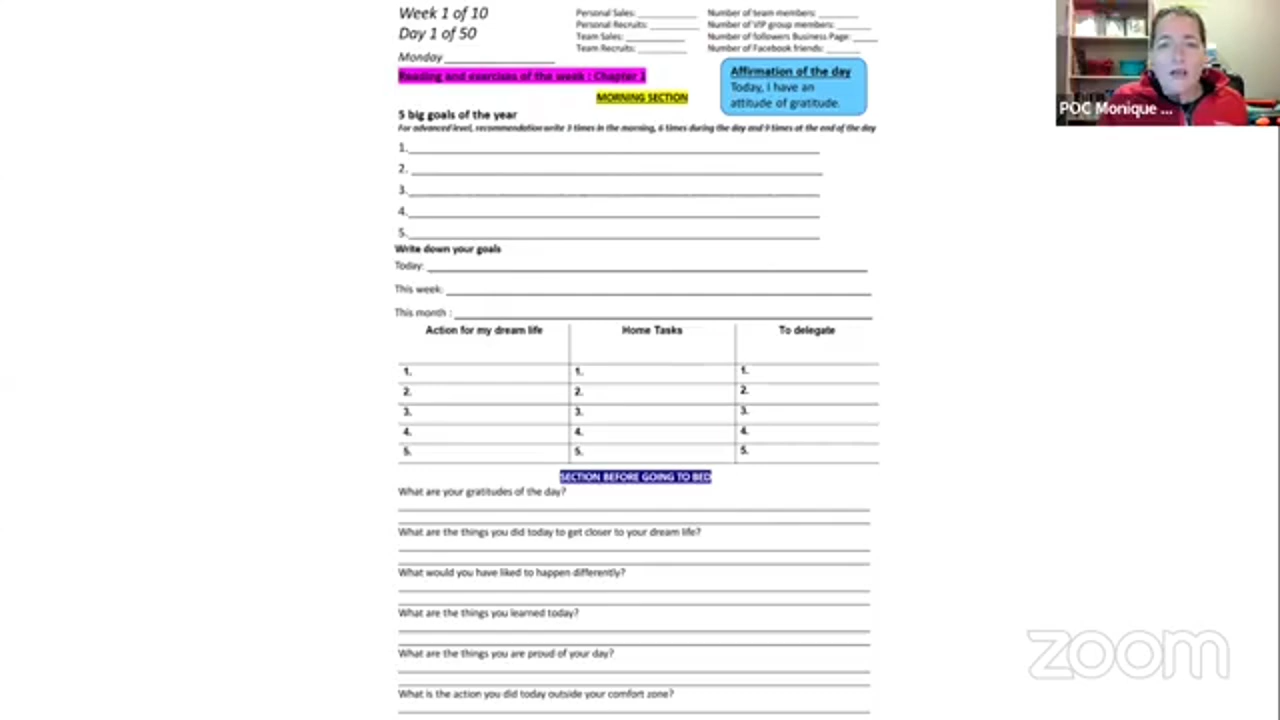 Week 1 of 10
Day 1 of 50
Monday
Personal Sales:
Personal Recruits:
Team Sales:
Team Recruits:
Number of team members:
Number of VIP group members:
Number of followers Business Page:
Number of Facebook friends:
Reading and exercises of the week : Chapter
Affirmation of the day
Today, I have an
attitude of gratitude.
MORNING SECTION
5 big goals of the year
For advanced level, recommendation write 3 times in the morning, 6 times during the day and 9 times at the end of the day
1.
2.
3.
4.
5.
Write down your goals
Today:
This week:
This month :
Action for my dream life Home Tasks To delegate
1. 1. 1.
2. 2. 2.
3. 3. 3.
4. 4. 4.
5. 5. 5.
SECTION BEFORE GOING TO BED
What are your gratitudes of the day?
What are the things you did today to get closer to your dream life?
What would you have liked to happen differently?
What are the things you learned today?
What are the things you are proud of your day?
What is the action you did today outside your comfort zone?
POC Monique ...
zoom